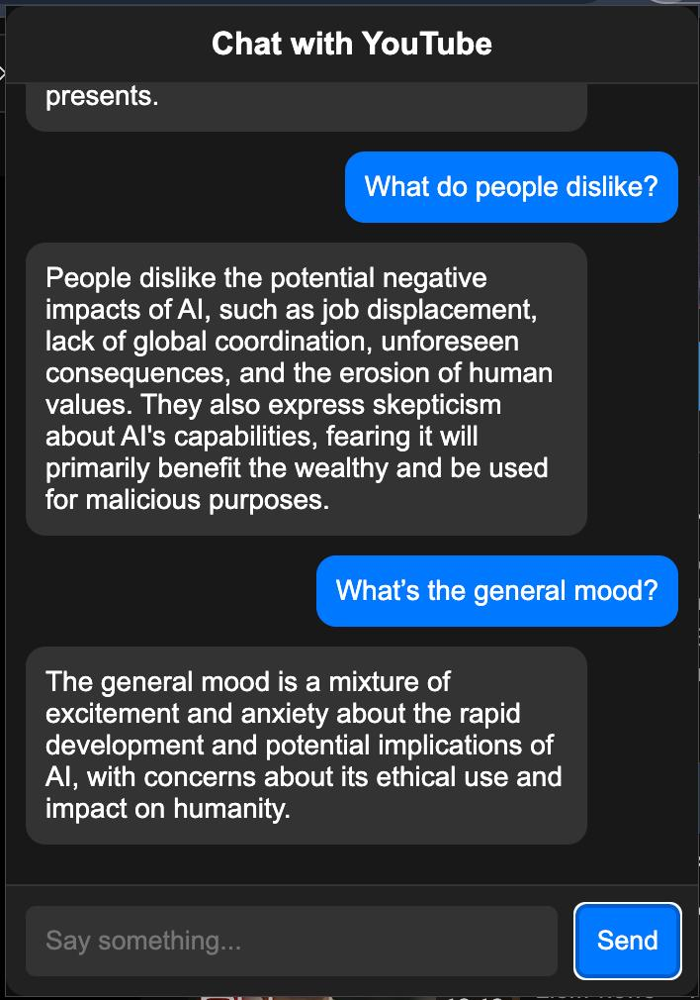 Chat with YouTube
presents.
What do people dislike?
People dislike the potential negative
impacts of AI, such as job displacement,
lack of global coordination, unforeseen
consequences, and the erosion of human
values. They also express skepticism
about AI's capabilities, fearing it will
primarily benefit the wealthy and be used
for malicious purposes.
What’s the general mood?
The general mood is a mixture of
excitement and anxiety about the rapid
development and potential implications of
AI, with concerns about its ethical use and
impact on humanity.
Say something...
Send